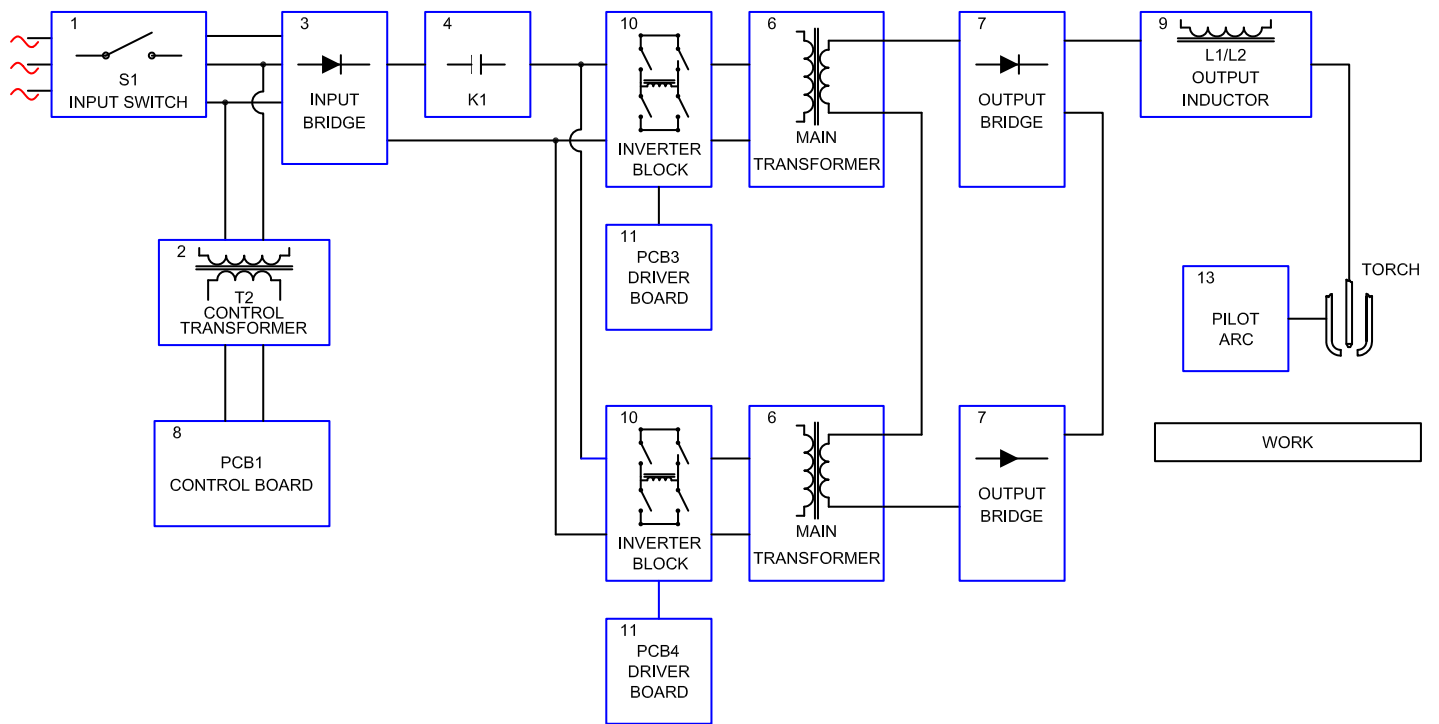 1
S1
INPUT SWITCH
3
INPUT
BRIDGE
4
K1
10
INVERTER
BLOCK
6
MAIN
TRANSFORMER
7
OUTPUT
BRIDGE
9
L1/L2
OUTPUT
INDUCTOR
2
T2
CONTROL
TRANSFORMER
11
PCB3
DRIVER
BOARD
13
PILOT
ARC
TORCH
8
PCB1
CONTROL BOARD
10
INVERTER
BLOCK
6
MAIN
TRANSFORMER
7
OUTPUT
BRIDGE
WORK
11
PCB4
DRIVER
BOARD